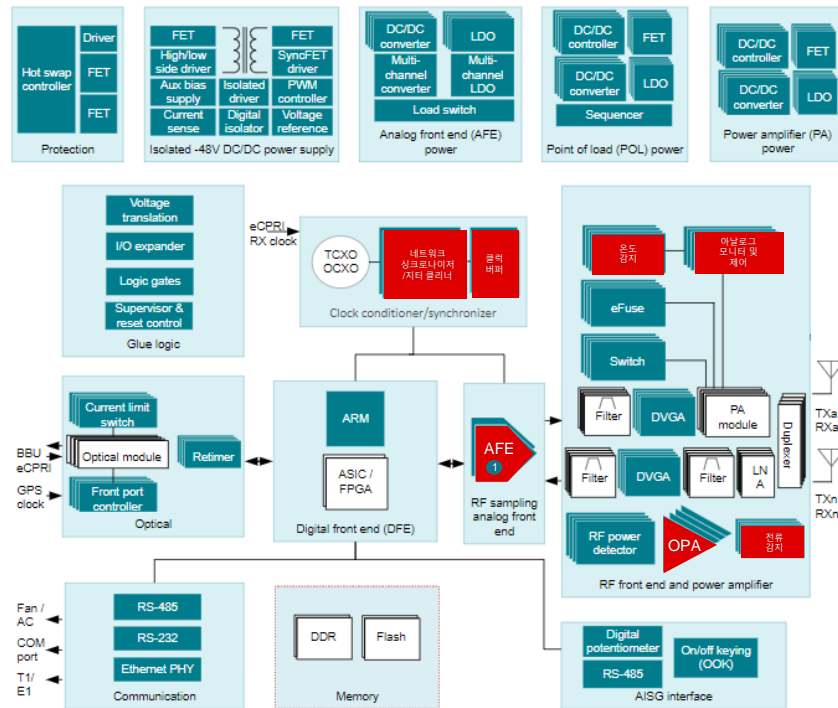 Hot swap
controller
Driver
FET
FET
Protection
FET
High/low
side driver
Aux bias
supply
Current
sense
Isolated
driver
Digital
isolator
FET
SyncFET
driver
PWM
controller
Voltage
reference
Isolated -48V DC/DC power supply
DC/DC
converter
LDO
Multi-
channel
converter
Multi-
channel
LDO
Load switch
Analog front end (AFE)
power
DC/DC
controller
FET
DC/DC
converter
LDO
Sequencer
Point of load (POL) power
DC/DC
controller
FET
DC/DC
converter
LDO
Power amplifier (PA)
power
Voltage
translation
I/O expander
Logic gates
Supervisor &
reset control
Glue logic
eCPRI
RX clock
TCXO
OCXO
네트워크
싱크로나이저
/지터 클리너
클럭
버퍼
Clock conditioner/synchronizer
온도
감지
아날로그
모니터 및
제어
eFuse
Switch
Filter
DVGA
PA
module
Duplexer
TXa
RXa
Filter
DVGA
Filter
LN
A
TXn
RXn
RF power
detector
OPA
전류
감지
RF front end and power amplifier
Current limit
switch
Optical module
Retimer
Front port
controller
Optical
BBU
eCPRI
GPS
clock
ARM
ASIC /
FPGA
Digital front end (DFE)
AFE
1
RF sampling
analog front
end
Fan /
AC
COM
port
T1/
E1
RS-485
RS-232
Ethernet PHY
Communication
DDR
Flash
Memory
Digital
potentiometer
RS-485
On/off keying
(OOK)
AISG interface